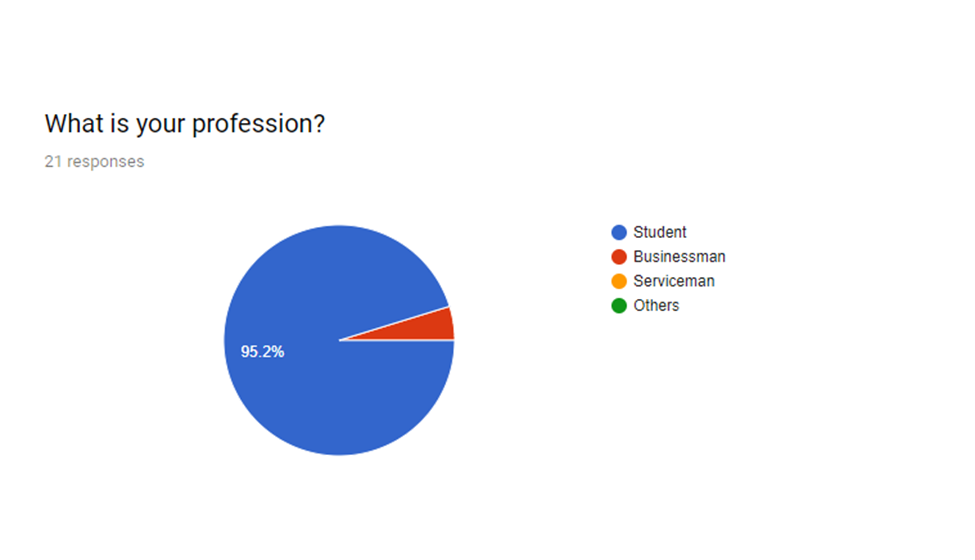 What is your profession?
21 responses
95.2%
Student
Businessman
Serviceman
Others